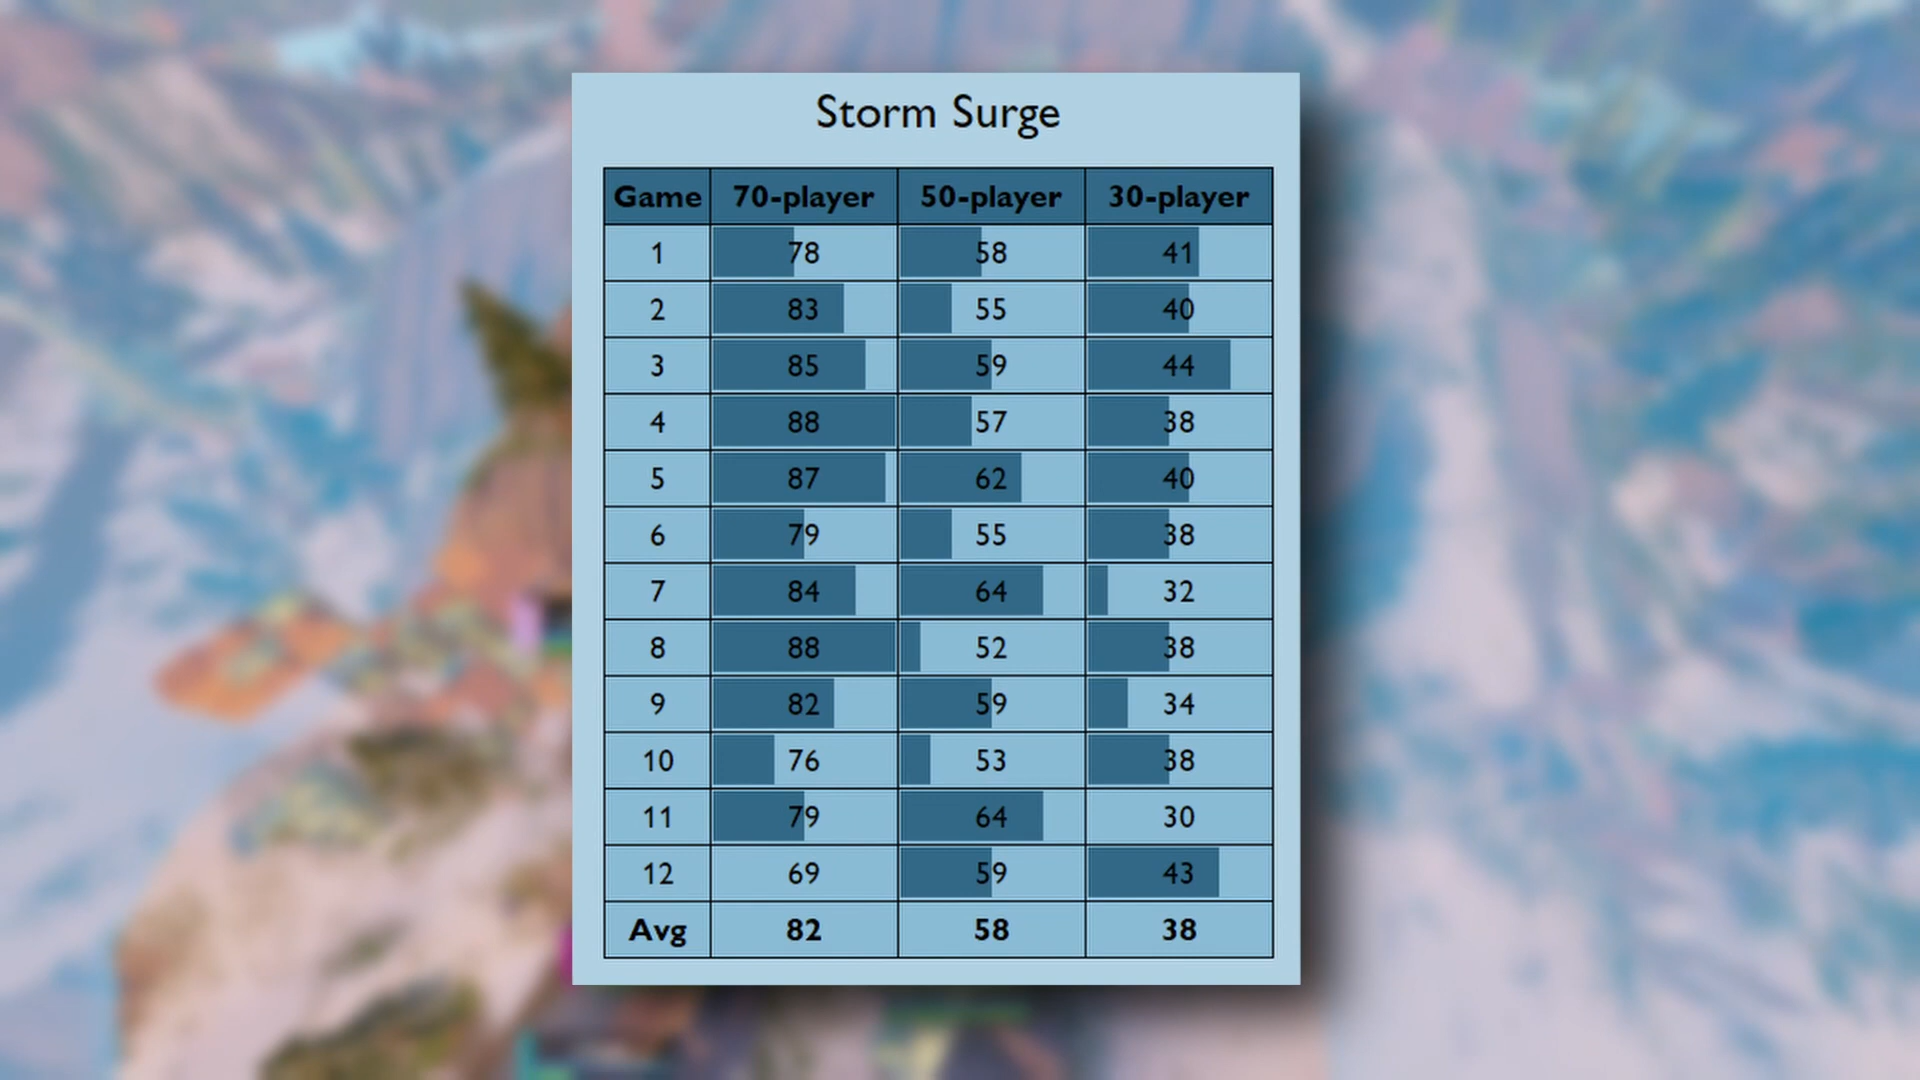 Storm Surge
Game 70-player 50-player 30-player
1 78 58 41
2 83 55 40
3 85 59 44
4 88 57 38
5 87 62 40
6 79 55 38
7 84 64 32
8 88 52 38
9 82 59 34
10 76 53 38
11 79 64 30
12 69 59 43
Avg 82 58 38